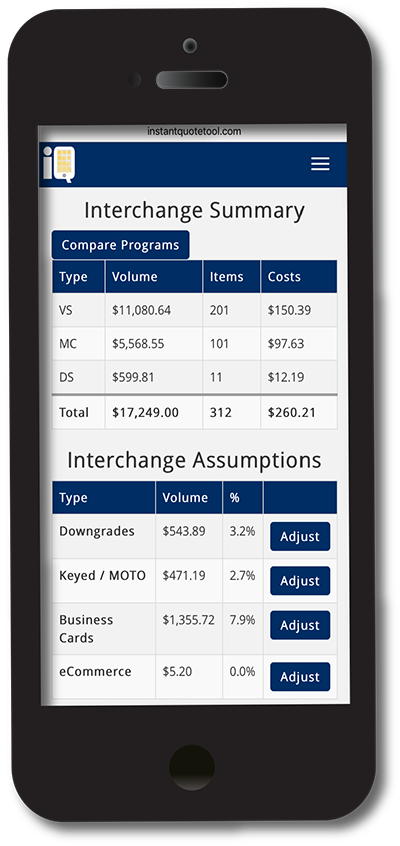 instantquotetool.com
iQ
Interchange Summary
Compare Programs
Type Volume Items Costs
VS $11,080.64 201 $150.39
MC $5,568.55 101 $97.63
DS $599.81 11 $12.19
Total $17,249.00 312 $260.21
Interchange Assumptions
Type Volume %
Downgrades $543.89 3.2% Adjust
Keyed / MOTO $471.19 2.7% Adjust
Business $1,355.72 7.9% Adjust
Cards
eCommerce $5.20 0.0% Adjust